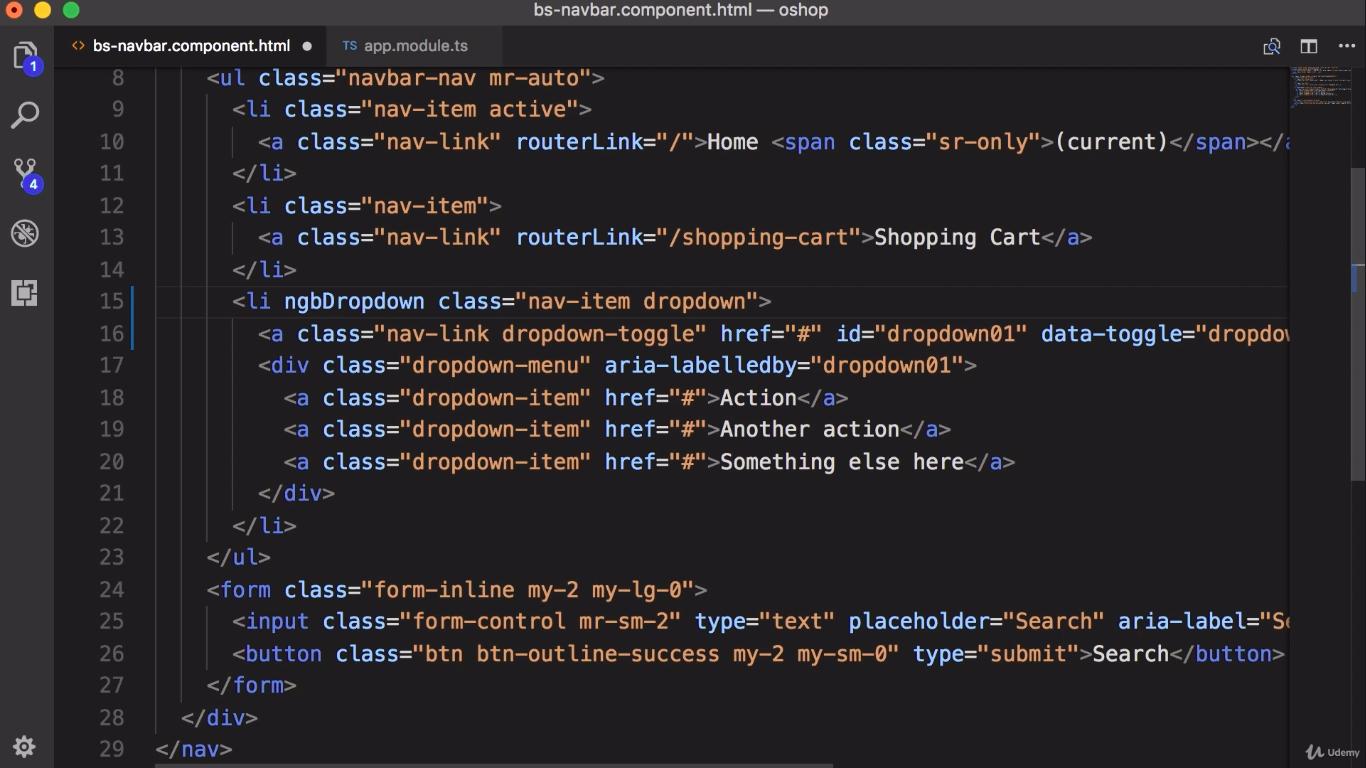 bs-navbar.component.html — oshop
<> bs-navbar.component.html ● TS app.module.ts
1
4
8 <ul class="navbar-nav mr-auto">
9 <li class="nav-item active">
10 <a class="nav-link" routerLink="/">Home <span class="sr-only">(current)</span></a
11 </li>
12 <li class="nav-item">
13 <a class="nav-link" routerLink="/shopping-cart">Shopping Cart</a>
14 </li>
15 <li ngbDropdown class="nav-item dropdown">
16 <a class="nav-link dropdown-toggle" href="#" id="dropdown01" data-toggle="dropdow
17 <div class="dropdown-menu" aria-labelledby="dropdown01">
18 <a class="dropdown-item" href="#">Action</a>
19 <a class="dropdown-item" href="#">Another action</a>
20 <a class="dropdown-item" href="#">Something else here</a>
21 </div>
22 </li>
23 </ul>
24 <form class="form-inline my-2 my-lg-0">
25 <input class="form-control mr-sm-2" type="text" placeholder="Search" aria-label="Se
26 <button class="btn btn-outline-success my-2 my-sm-0" type="submit">Search</button>
27 </form>
28 </div>
29 </nav>
Udemy